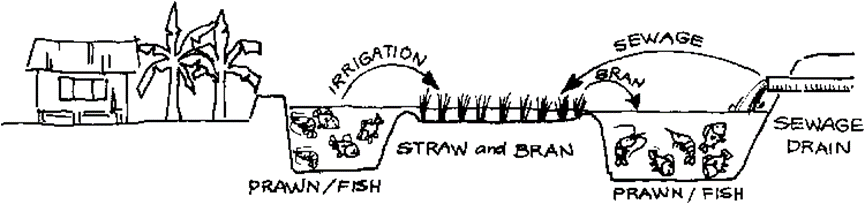 IRRIGATION
SEWAGE
BRAN
STRAW and BRAN
SEWAGE
DRAIN
PRAWN/FISH
PRAWN / FISH